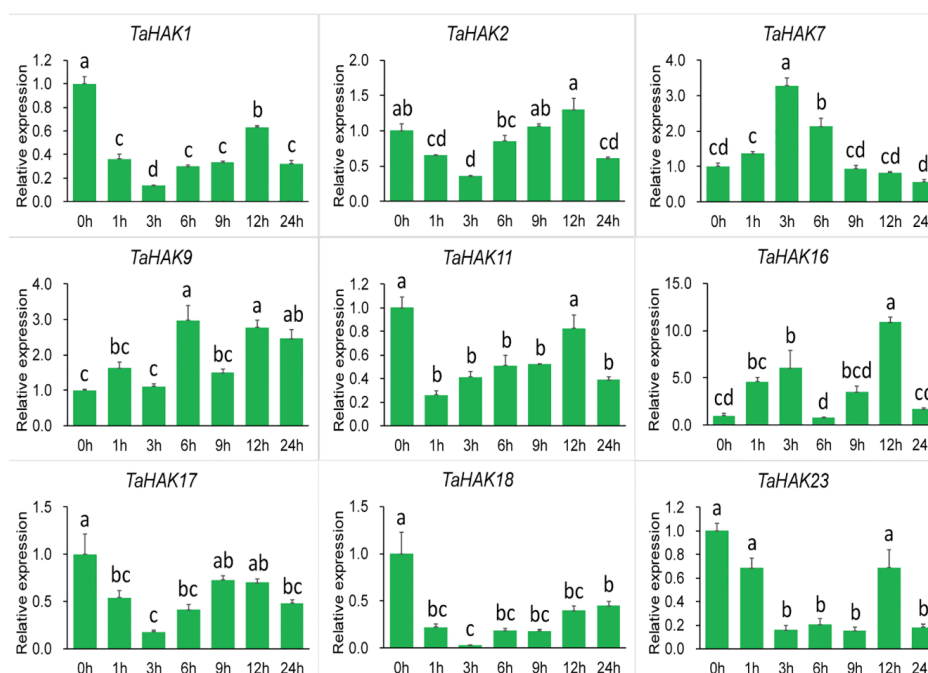 TaHAK1
Relative expression
1.2
1.0
0.8
0.6
0.4
0.2
0.0
a
c
d
c
c
b
c
0h 1h 3h 6h 9h 12h 24h
TaHAK2
Relative expression
2.0
1.5
1.0
0.5
0.0
ab
cd
d
bc
ab
a
cd
0h 1h 3h 6h 9h 12h 24h
TaHAK7
Relative expression
4.0
3.0
2.0
1.0
0.0
cd
c
a
b
cd
cd
d
0h 1h 3h 6h 9h 12h 24
TaHAK9
Relative expression
4.0
3.0
2.0
1.0
0.0
c
bc
c
a
bc
a
ab
0h 1h 3h 6h 9h 12h 24h
TaHAK11
Relative expression
1.2
1.0
0.8
0.6
0.4
0.2
0.0
a
b
b
b
b
a
b
0h 1h 3h 6h 9h 12h 24h
TaHAK16
Relative expression
15.0
10.0
5.0
0.0
cd
bc
b
d
bcd
a
cd
0h 1h 3h 6h 9h 12h 24
TaHAK17
Relative expression
1.5
1.0
0.5
0.0
a
bc
c
bc
ab
ab
bc
0h 1h 3h 6h 9h 12h 24h
TaHAK18
Relative expression
1.5
1.0
0.5
0.0
a
bc
c
bc
bc
bc
b
0h 1h 3h 6h 9h 12h 24h
TaHAK23
Relative expression
1.2
1.0
0.8
0.6
0.4
0.2
0.0
a
a
b
b
b
a
b
0h 1h 3h 6h 9h 12h 24